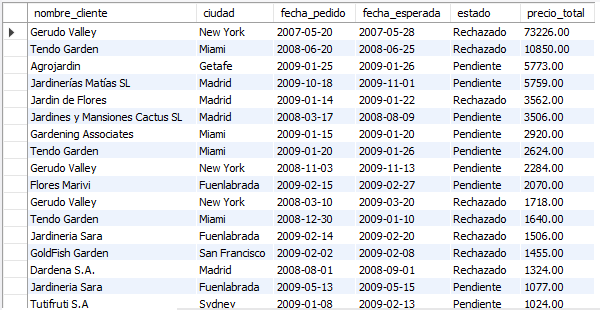 nombre_cliente ciudad fecha_pedido fecha_esperada estado precio_total
Gerudo Valley New York 2007-05-20 2007-05-28 Rechazado 73226.00
Tendo Garden Miami 2008-06-20 2008-06-25 Rechazado 10850.00
Agrojardin Getafe 2009-01-25 2009-01-26 Pendiente 5773.00
Jardinerías Matías SL Madrid 2009-10-18 2009-11-01 Pendiente 5759.00
Jardin de Flores Madrid 2009-01-14 2009-01-22 Rechazado 3562.00
Jardines y Mansiones Cactus SL Madrid 2008-03-17 2008-08-09 Pendiente 3506.00
Gardening Associates Miami 2009-01-15 2009-01-20 Pendiente 2920.00
Tendo Garden Miami 2009-01-20 2009-01-26 Pendiente 2624.00
Gerudo Valley New York 2008-11-03 2009-11-13 Pendiente 2284.00
Flores Marivi Fuenlabrada 2009-02-15 2009-02-27 Pendiente 2070.00
Gerudo Valley New York 2008-03-10 2009-03-20 Rechazado 1718.00
Tendo Garden Miami 2008-12-30 2009-01-10 Rechazado 1640.00
Jardineria Sara Fuenlabrada 2009-02-14 2009-02-20 Rechazado 1506.00
GoldFish Garden San Francisco 2009-02-02 2009-02-08 Rechazado 1455.00
Dardena S.A. Madrid 2008-08-01 2008-09-01 Rechazado 1324.00
Jardineria Sara Fuenlabrada 2009-05-13 2009-05-15 Pendiente 1077.00
Tutifruti S.A Sydney 2009-01-08 2009-02-13 Pendiente 1024.00